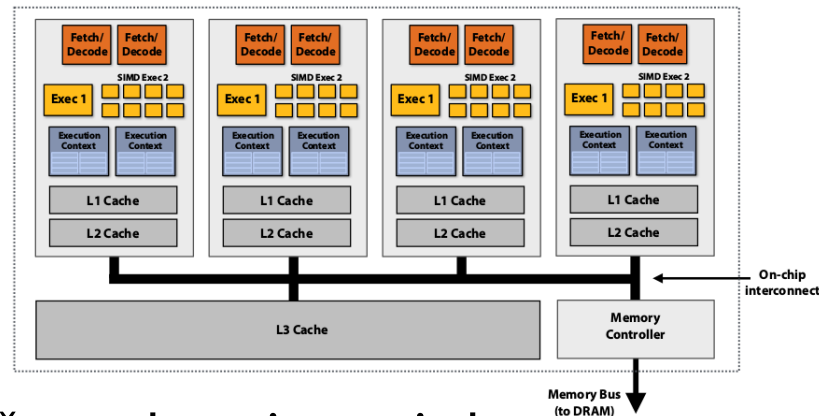 Fetch/ Decode
Fetch/ Decode
Fetch/ Decode
Fetch/ Decode
Fetch/ Decode
Fetch/ Decode
Fetch/ Decode
Fetch/ Decode
SIMD Exec 2
SIMD Exec 2
SIMD Exec 2
SIMD Exec 2
Exec 1
Exec 1
Exec 1
Exec 1
Execution Context
Execution Context
Execution Context
Execution Context
Execution Context
Execution Context
Execution Context
Execution Context
L1 Cache
L1 Cache
L1 Cache
L1 Cache
L2 Cache
L2 Cache
L2 Cache
L2 Cache
On-chip
interconnect
L3 Cache
Memory
Controller
Memory Bus
(to DRAM)